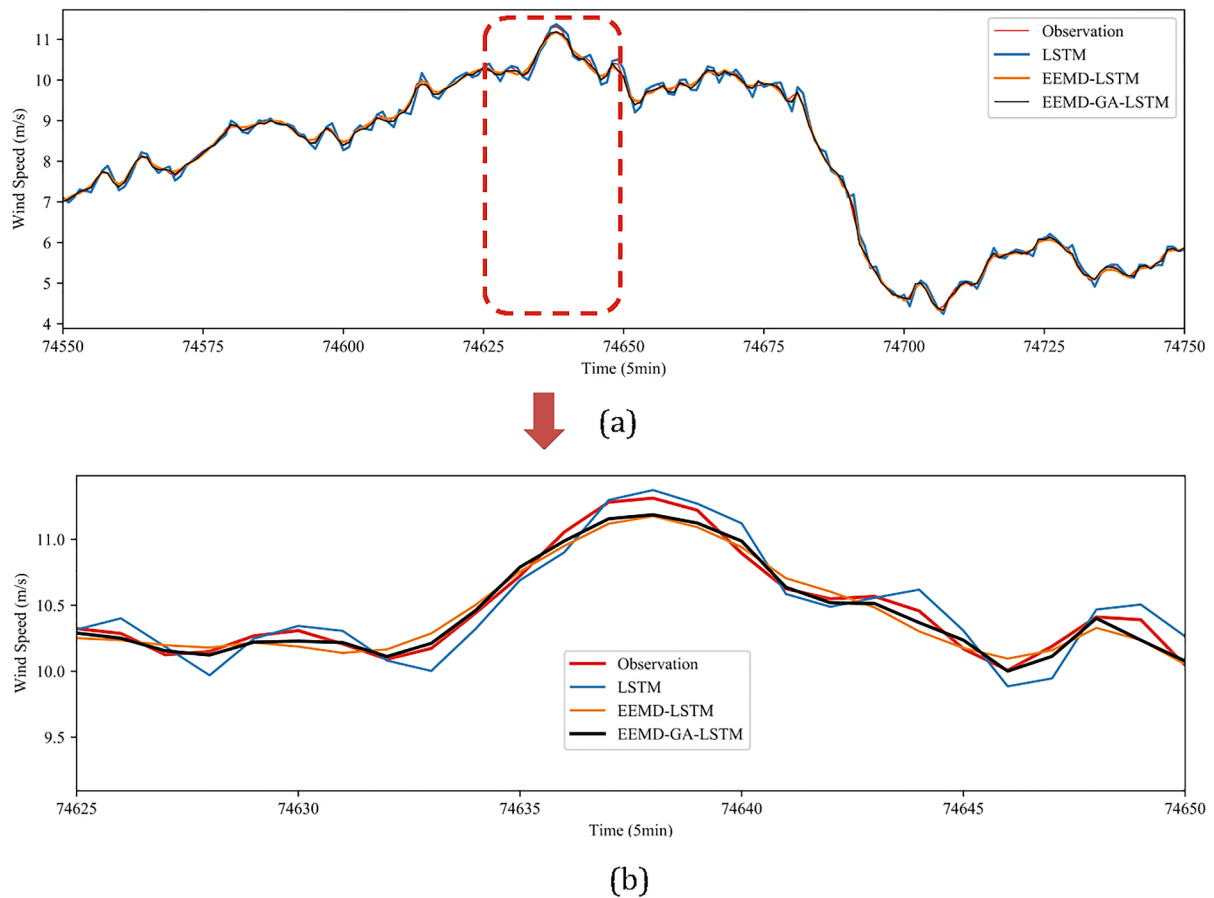 11
10
9
8
7
6
5
4
Wind Speed (m/s)
Observation
LSTM
EEMD-LSTM
EEMD-GA-LSTM
74550 74575 74600 74625 74650 74675 74700 74725 74750
Time (5min)
(a)
11.0
10.5
10.0
9.5
Wind Speed (m/s)
Observation
LSTM
EEMD-LSTM
EEMD-GA-LSTM
74625 74630 74635 74640 74645 74650
Time (5min)
(b)